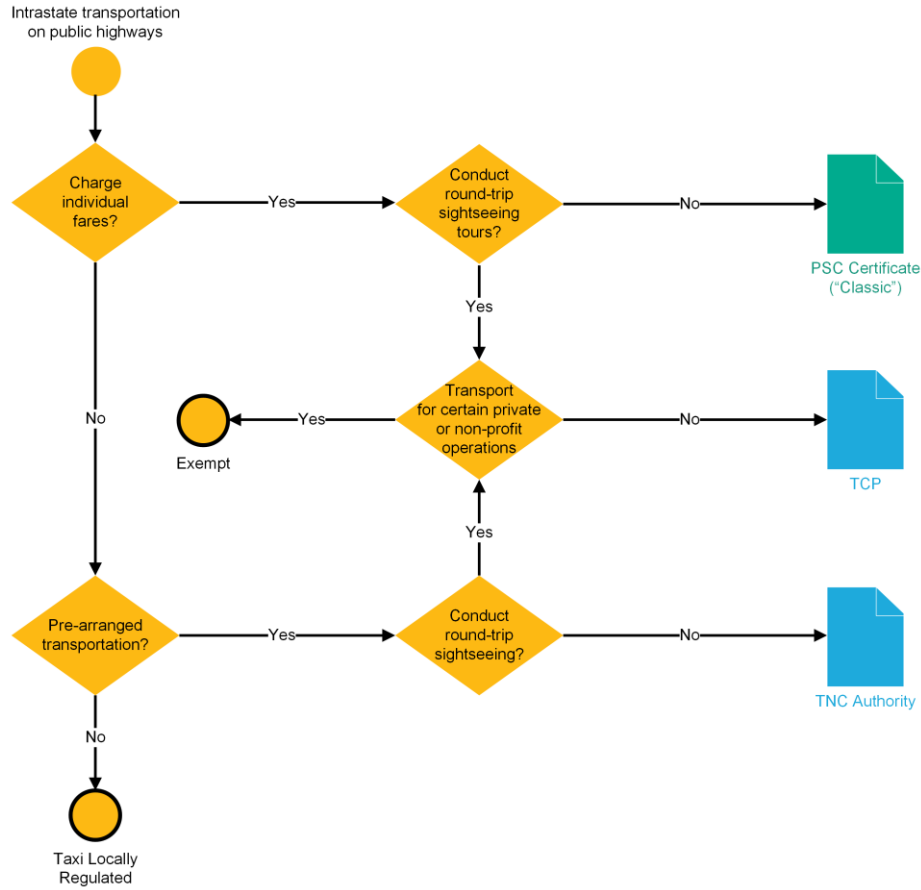 Intrastate transportation
on public highways
Charge
individual
fares?
Yes
Conduct
round-trip
sightseeing
tours?
No
PSC Certificate
(“Classic”)
Yes
No
Exempt
Yes
Transport
for certain private
or non-profit
operations
No
TCP
Yes
Pre-arranged
transportation?
Yes
Conduct
round-trip
sightseeing?
No
TNC Authority
No
Taxi Locally
Regulated